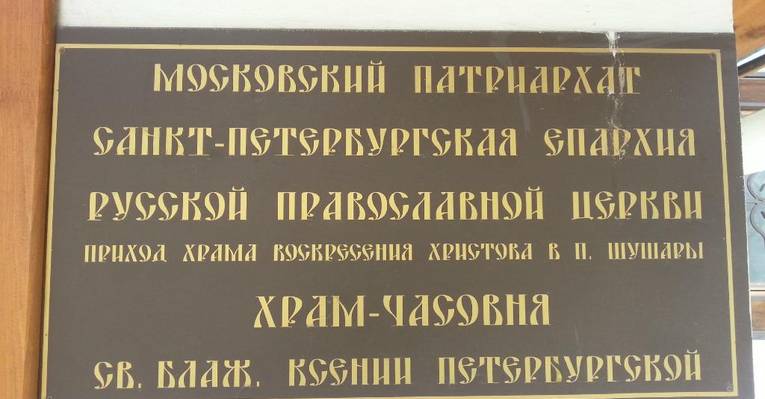 МОСКОВСКИЙ ПАТРИАРХАТ
САНКТ-ПЕТЕРБУРГСКАЯ ЕПАРХИЯ
РУССКОЙ ПРАВОСЛАВНОЙ ЦЕРКВИ
ПРИХОД ХРАМА ВОСКРЕСЕНИЯ ХРИСТОВА В П. ШУШАРЫ
ХРАМ-ЧАСОВНЯ
СВ. БЛАЖ. КСЕНИИ ПЕТЕРБУРГСКОЙ